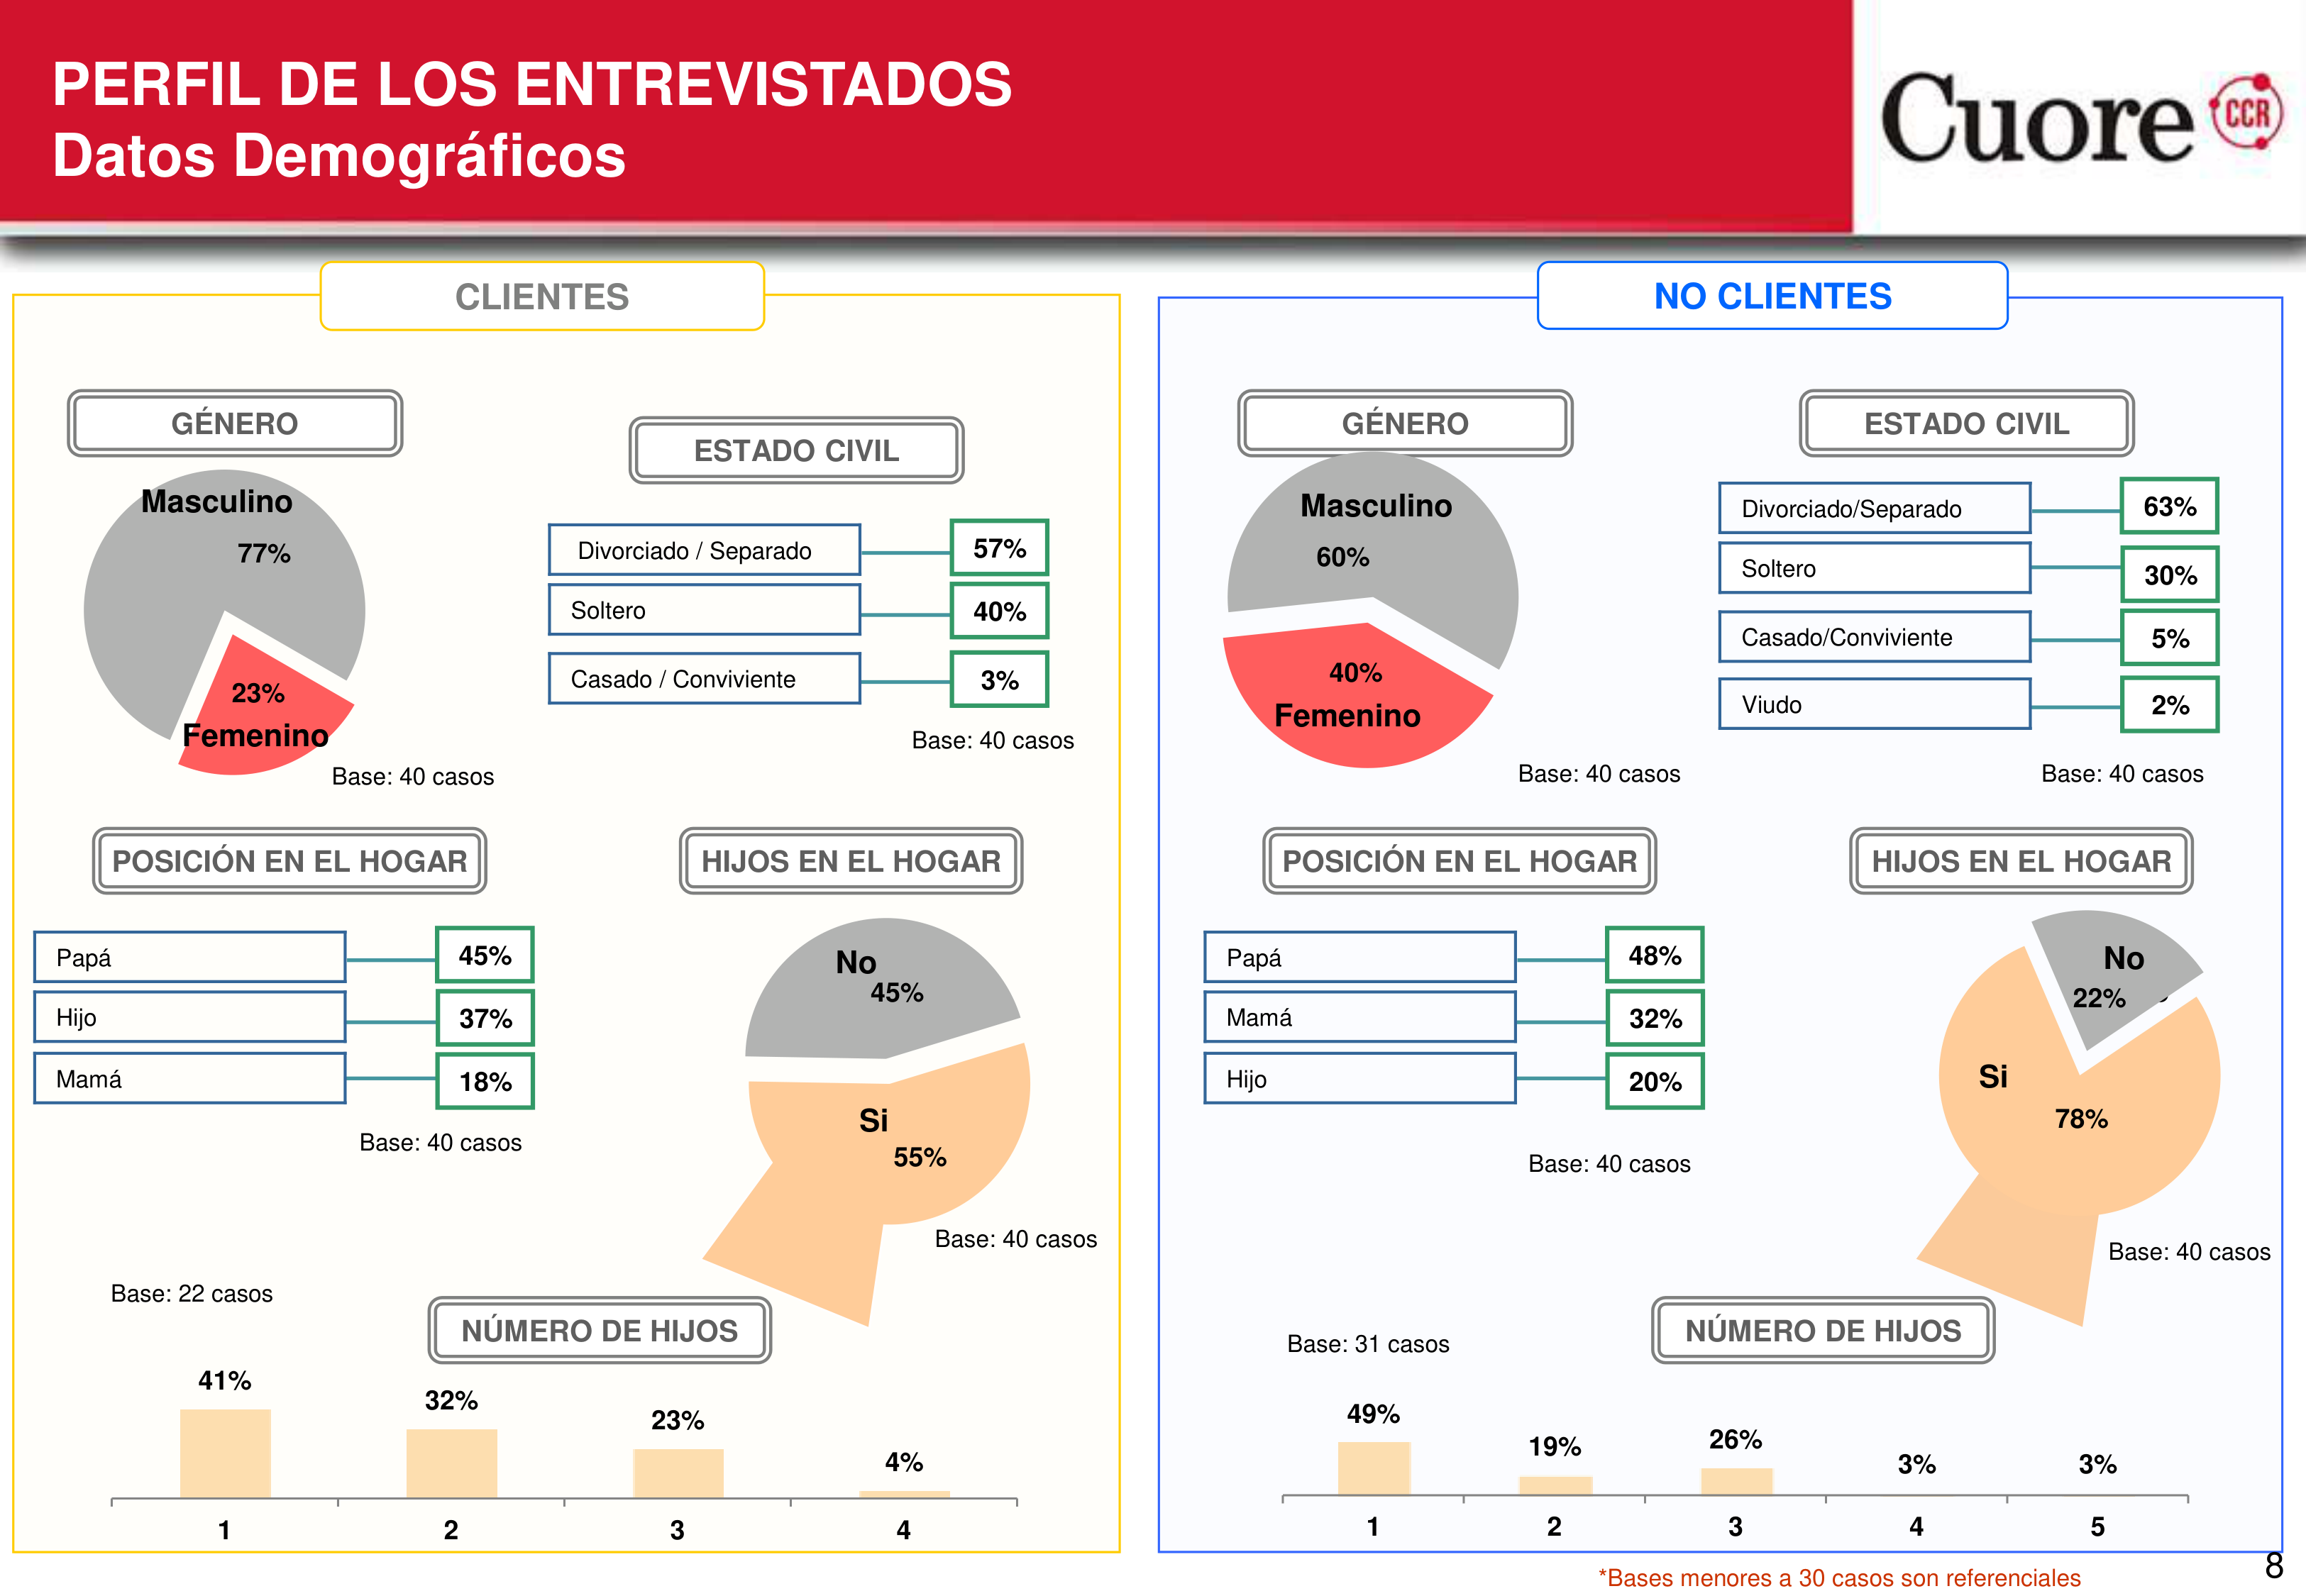 PERFIL DE LOS ENTREVISTADOS
Datos Demográficos
Cuore CCR
CLIENTES
GÉNERO
Masculino
77%
23%
Femenino
Base: 40 casos
ESTADO CIVIL
Divorciado / Separado 57%
Soltero 40%
Casado / Conviviente 3%
Base: 40 casos
POSICIÓN EN EL HOGAR
Papá 45%
Hijo 37%
Mamá 18%
Base: 40 casos
HIJOS EN EL HOGAR
No
45%
Si
55%
Base: 40 casos
Base: 22 casos
NÚMERO DE HIJOS
41% 32% 23% 4%
1 2 3 4
NO CLIENTES
GÉNERO
Masculino
60%
40%
Femenino
Base: 40 casos
ESTADO CIVIL
Divorciado/Separado 63%
Soltero 30%
Casado/Conviviente 5%
Viudo 2%
Base: 40 casos
POSICIÓN EN EL HOGAR
Papá 48%
Mamá 32%
Hijo 20%
Base: 40 casos
HIJOS EN EL HOGAR
No
22%
Si
78%
Base: 40 casos
Base: 31 casos
NÚMERO DE HIJOS
49% 19% 26% 3% 3%
1 2 3 4 5
*Bases menores a 30 casos son referenciales
8